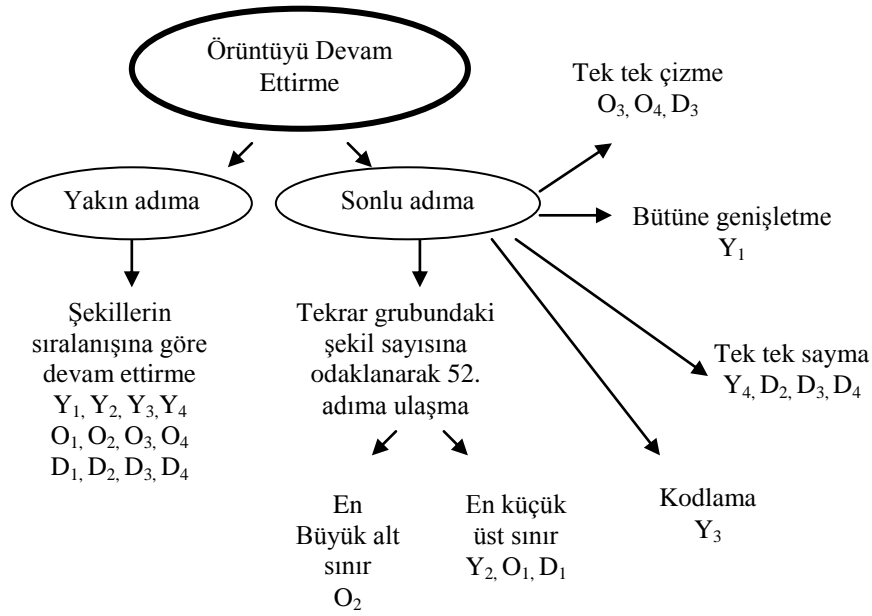 Örüntüyü Devam
Ettirme
Tek tek çizme
O₃, O₄, D₃
Yakın adıma
Sonlu adıma
Bütüne genişletme
Y₁
Şekillerin
sıralanışına göre
devam ettirme
Y₁, Y₂, Y₃,Y₄
O₁, O₂, O₃, O₄
D₁, D₂, D₃, D₄
Tekrar grubundaki
şekil sayısına
odaklanarak 52.
adıma ulaşma
Tek tek sayma
Y₄, D₂, D₃, D₄
En
Büyük alt
sınır
O₂
En küçük
üst sınır
Y₂, O₁, D₁
Kodlama
Y₃